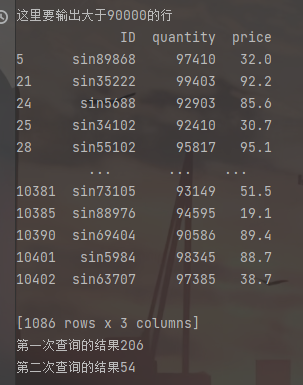 这里要输出大于90000的行
ID quantity price
5 sin89868 97410 32.0
21 sin35222 99403 92.2
24 sin5688 92903 85.6
25 sin34102 92410 30.7
28 sin55102 95817 95.1
... ... ... ...
10381 sin73105 93149 51.5
10385 sin88976 94595 19.1
10390 sin69404 90586 89.4
10401 sin5984 98345 88.7
10402 sin63707 97385 38.7
[1086 rows x 3 columns]
第一次查询的结果206
第二次查询的结果54